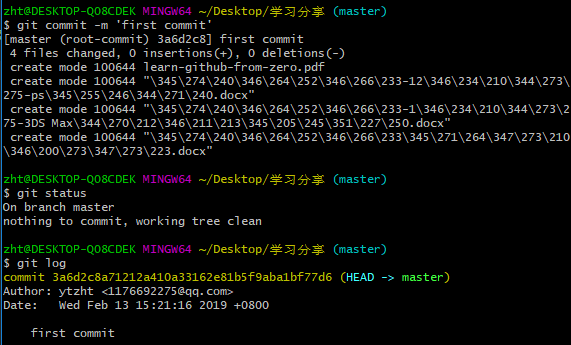 zht@DESKTOP-QO8CDEK MINGW64 ~/Desktop/学习分享 (master)
$ git commit -m 'first commit'
[master (root-commit) 3a6d2c8] first commit
 4 files changed, 0 insertions(+), 0 deletions(-)
 create mode 100644 learn-github-from-zero.pdf
 create mode 100644 "\345\274\240\346\264\252\346\266\233-12\346\234\210\344\273\
275-ps\345\255\246\344\271\240.docx"
 create mode 100644 "\345\274\240\346\264\252\346\266\233-1\346\234\210\344\273\2
75-3DS Max\344\270\212\346\211\213\345\205\245\351\227\250.docx"
 create mode 100644 "\345\274\240\346\264\252\346\266\233\345\271\264\347\273\210
\346\200\273\347\273\223.docx"

zht@DESKTOP-QO8CDEK MINGW64 ~/Desktop/学习分享 (master)
$ git status
On branch master
nothing to commit, working tree clean

zht@DESKTOP-QO8CDEK MINGW64 ~/Desktop/学习分享 (master)
$ git log
commit 3a6d2c8a71212a410a33162e81b5f9aba1bf77d6 (HEAD -> master)
Author: ytzht <1176692275@qq.com>
Date:   Wed Feb 13 15:21:16 2019 +0800

    first commit